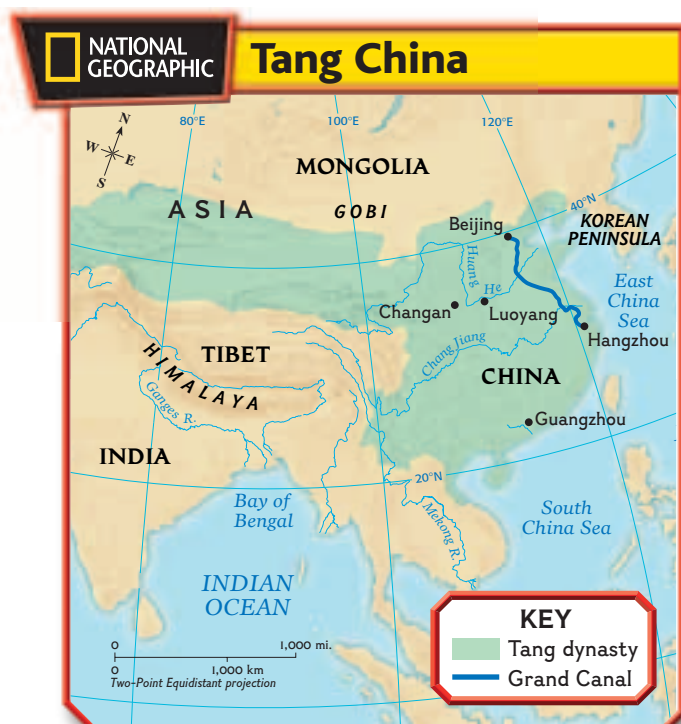 NATIONAL
GEOGRAPHIC
Tang China
80°E
100°E
120°E
N
W
E
S
MONGOLIA
ASIA
GOBI
40°N
Beijing
KOREAN
PENINSULA
Huang
He
East
China
Sea
Changan
Luoyang
Hangzhou
TIBET
Chang Jiang
HIMALAYA
CHINA
Ganges R.
Guangzhou
INDIA
20°N
Bay of
Bengal
Mekong R.
South
China Sea
INDIAN
OCEAN
0
1,000 mi.
0
1,000 km
Two-Point Equidistant projection
KEY
Tang dynasty
Grand Canal